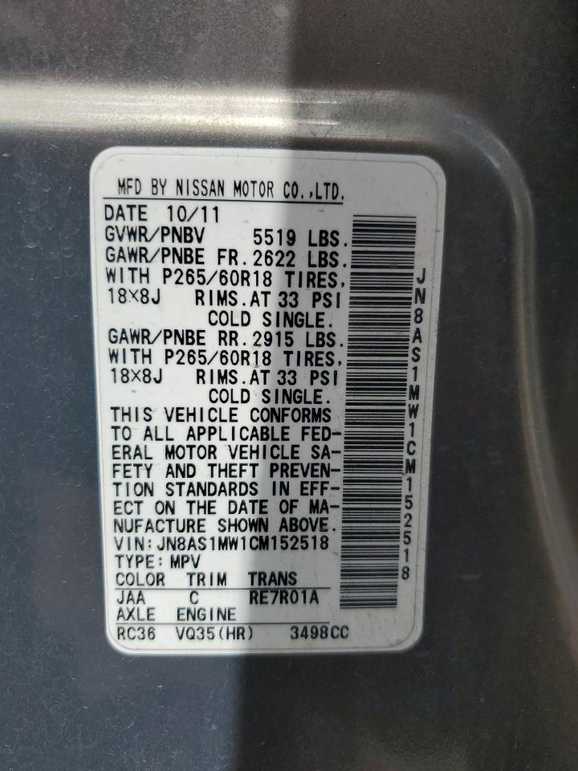 MFD BY NISSAN MOTOR CO.,LTD.
DATE 10/11
GVWR/PNBV 5519 LBS.
GAWR/PNBE FR.2622 LBS.
WITH P265/60R18 TIRES,
18×8J RIMS.AT 33 PSI
COLD SINGLE.
GAWR/PNBE RR.2915 LBS.
WITH P265/60R18 TIRES,
18×8J RIMS.AT 33 PSI
COLD SINGLE.
THIS VEHICLE CONFORMS
TO ALL APPLICABLE FED-
ERAL MOTOR VEHICLE SA-
FETY AND THEFT PREVEN-
TION STANDARDS IN EFF-
ECT ON THE DATE OF MA-
NUFACTURE SHOWN ABOVE.
VIN:JN8AS1MW1CM152518
TYPE:MPV
COLOR TRIM TRANS
JAA C RE7R01A
AXLE ENGINE
RC36 VQ35(HR) 3498CC
JN8AS1MW1CM152518